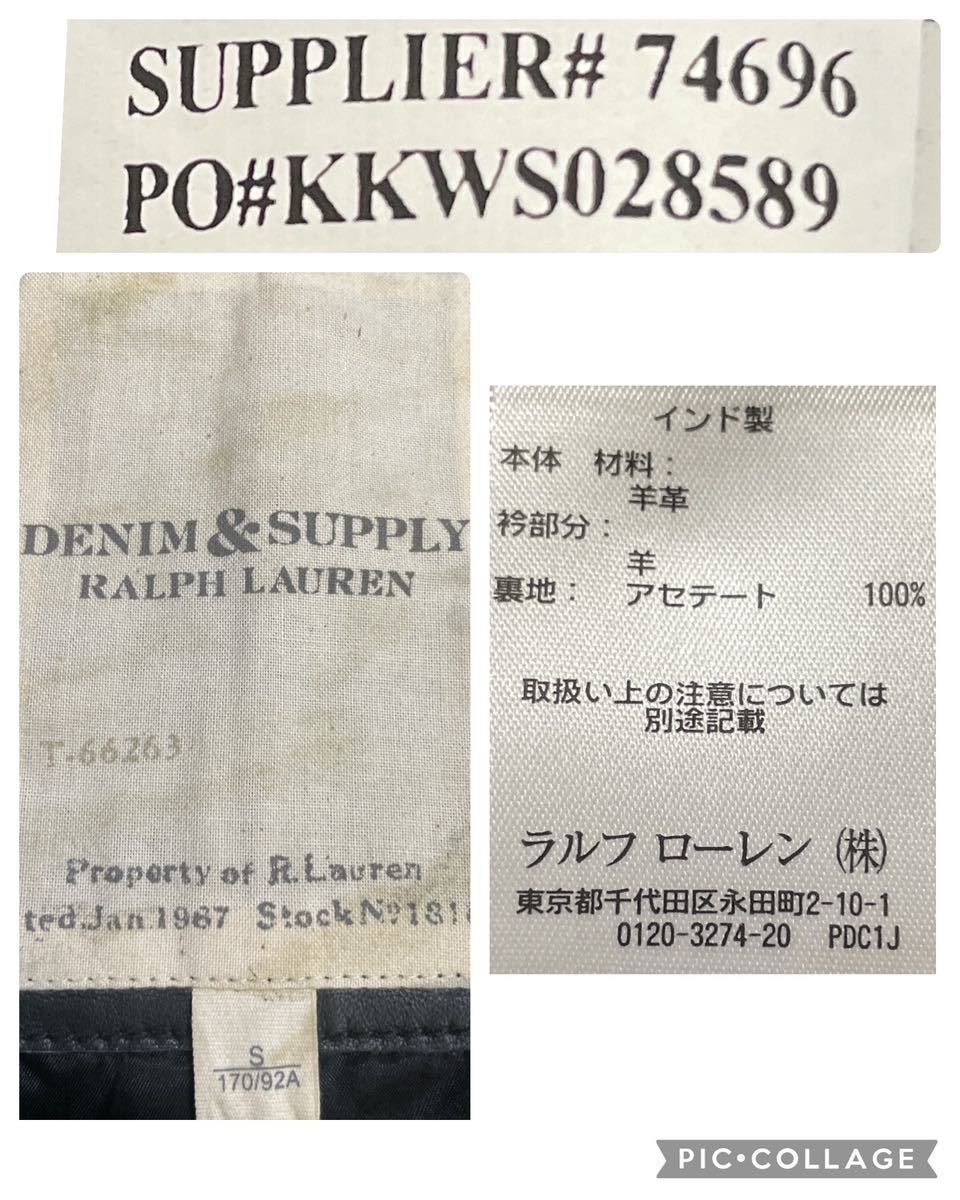 SUPPLIER# 74696
PO#KKWS028589
DENIM & SUPPLY
RALPH LAUREN
T-66263
Property of R.Lauren
ted.Jan 1967 Stock No 181
S
170/92A
インド製
本体 材料:
羊革
衿部分:
羊
裏地: アセテート 100%
取扱い上の注意については
別途記載
ラルフ ローレン (株)
東京都千代田区永田町2-10-1
0120-3274-20 PDC1J
PIC•COLLAGE